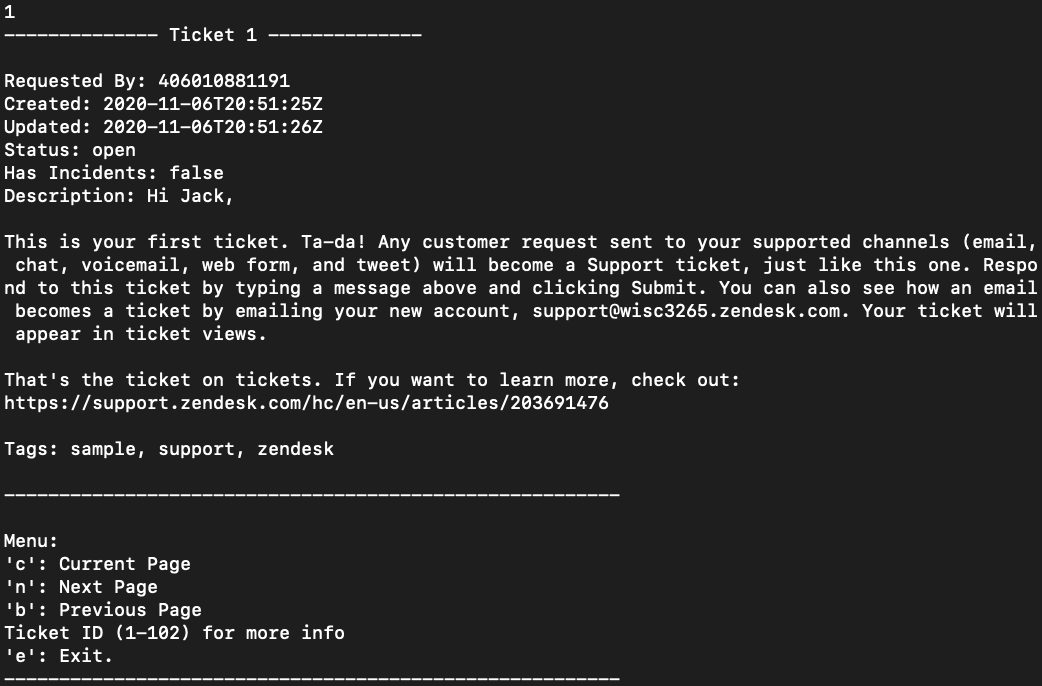 1
-------------- Ticket 1 --------------
Requested By: 406010881191
Created: 2020-11-06T20:51:25Z
Updated: 2020-11-06T20:51:26Z
Status: open
Has Incidents: false
Description: Hi Jack,
This is your first ticket. Ta-da! Any customer request sent to your supported channels (email,
 chat, voicemail, web form, and tweet) will become a Support ticket, just like this one. Respo
nd to this ticket by typing a message above and clicking Submit. You can also see how an email
 becomes a ticket by emailing your new account, support@wisc3265.zendesk.com. Your ticket will
 appear in ticket views.
That's the ticket on tickets. If you want to learn more, check out:
https://support.zendesk.com/hc/en-us/articles/203691476
Tags: sample, support, zendesk
--------------------------------------------------------
Menu:
'c': Current Page
'n': Next Page
'b': Previous Page
Ticket ID (1-102) for more info
'e': Exit.
--------------------------------------------------------